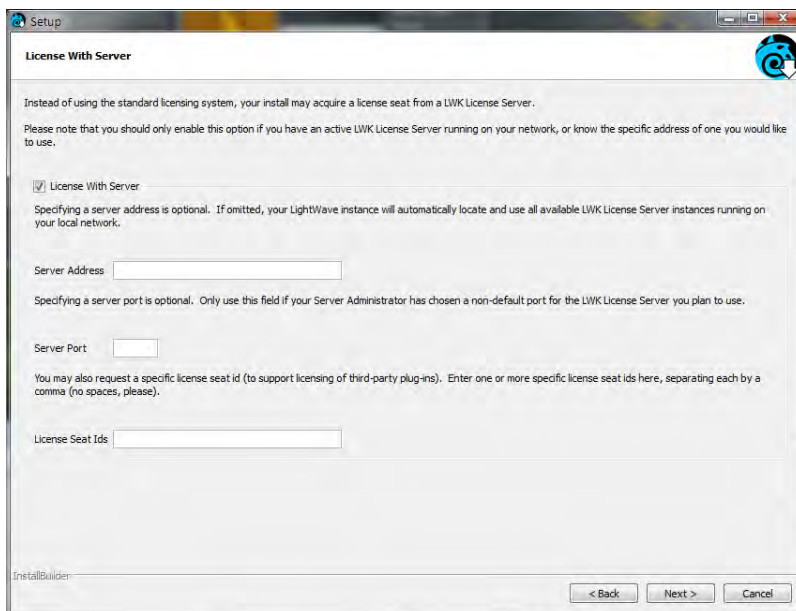 Setup
License With Server
Instead of using the standard licensing system, your install may acquire a license seat from a LWK License Server.
Please note that you should only enable this option if you have an active LWK License Server running on your network, or know the specific address of one you would like
to use.
License With Server
Specifying a server address is optional. If omitted, your LightWave instance will automatically locate and use all available LWK License Server instances running on
your local network.
Server Address
Specifying a server port is optional. Only use this field if your Server Administrator has chosen a non-default port for the LWK License Server you plan to use.
Server Port
You may also request a specific license seat id (to support licensing of third-party plug-ins). Enter one or more specific license seat ids here, separating each by a
comma (no spaces, please).
License Seat Ids
InstallBuilder
< Back Next > Cancel